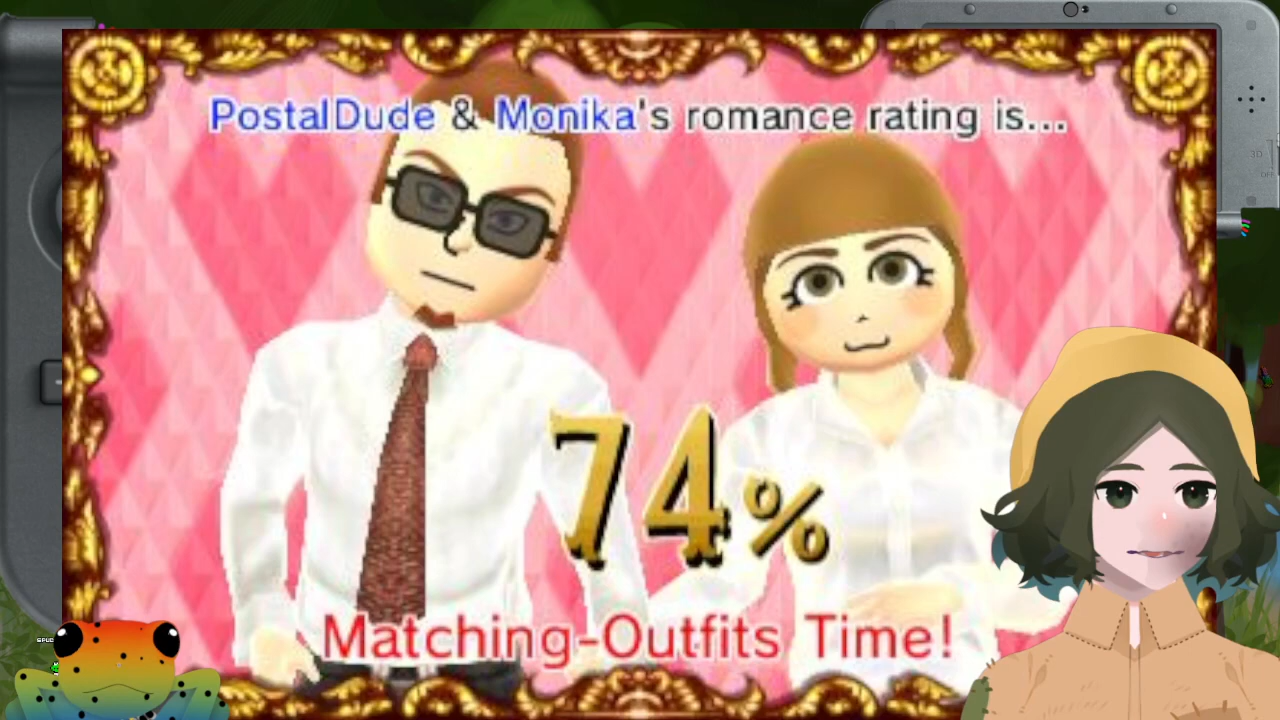 PostalDude & Monika's romance rating is...
74%
Matching-Outfits Time!